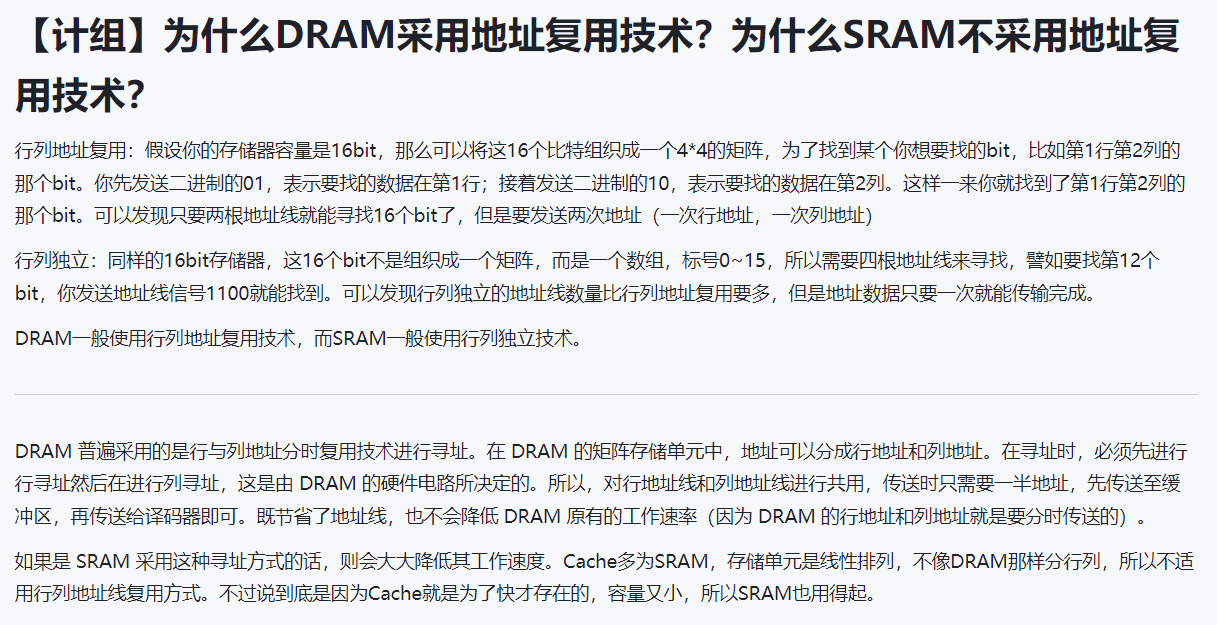 【计组】为什么DRAM采用地址复用技术？为什么SRAM不采用地址复
用技术？
行列地址复用：假设你的存储器容量是16bit，那么可以将这16个比特组织成一个4*4的矩阵，为了找到某个你想要找的bit，比如第1行第2列的
那个bit。你先发送二进制的01，表示要找的数据在第1行；接着发送二进制的10，表示要找的数据在第2列。这样一来你就找到了第1行第2列的
那个bit。可以发现只要两根地址线就能寻找16个bit了，但是要发送两次地址（一次行地址，一次列地址）
行列独立：同样的16bit存储器，这16个bit不是组织成一个矩阵，而是一个数组，标号0~15，所以需要四根地址线来寻找，譬如要找第12个
bit，你发送地址线信号1100就能找到。可以发现行列独立的地址线数量比行列地址复用要多，但是地址数据只要一次就能传输完成。
DRAM一般使用行列地址复用技术，而SRAM一般使用行列独立技术。
DRAM 普遍采用的是行与列地址分时复用技术进行寻址。在 DRAM 的矩阵存储单元中，地址可以分成行地址和列地址。在寻址时，必须先进行
行寻址然后在进行列寻址，这是由 DRAM 的硬件电路所决定的。所以，对行地址线和列地址线进行共用，传送时只需要一半地址，先传送至缓
冲区，再传送给译码器即可。既节省了地址线，也不会降低 DRAM 原有的工作速率（因为 DRAM 的行地址和列地址就是要分时传送的）。
如果是 SRAM 采用这种寻址方式的话，则会大大降低其工作速度。Cache多为SRAM，存储单元是线性排列，不像DRAM那样分行列，所以不适
用行列地址线复用方式。不过说到底是因为Cache就是为了快才存在的，容量又小，所以SRAM也用得起。